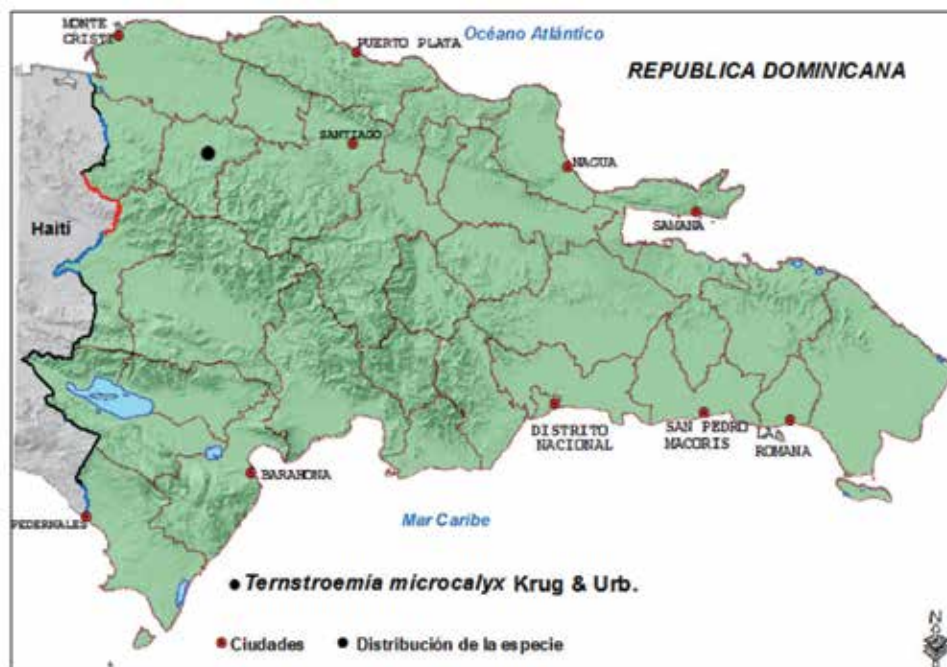 MONTE
CRISTI
PUERTO PLATA
Océano Atlántico
REPUBLICA DOMINICANA
SANTIAGO
NAGUA
SAMANA
Haití
DISTRITO
NACIONAL
SAN PEDRO
MACORIS
LA
ROMANA
BARAHONA
PEDERNALES
Mar Caribe
Ternstroemia microcalyx Krug & Urb.
Ciudades
Distribución de la especie